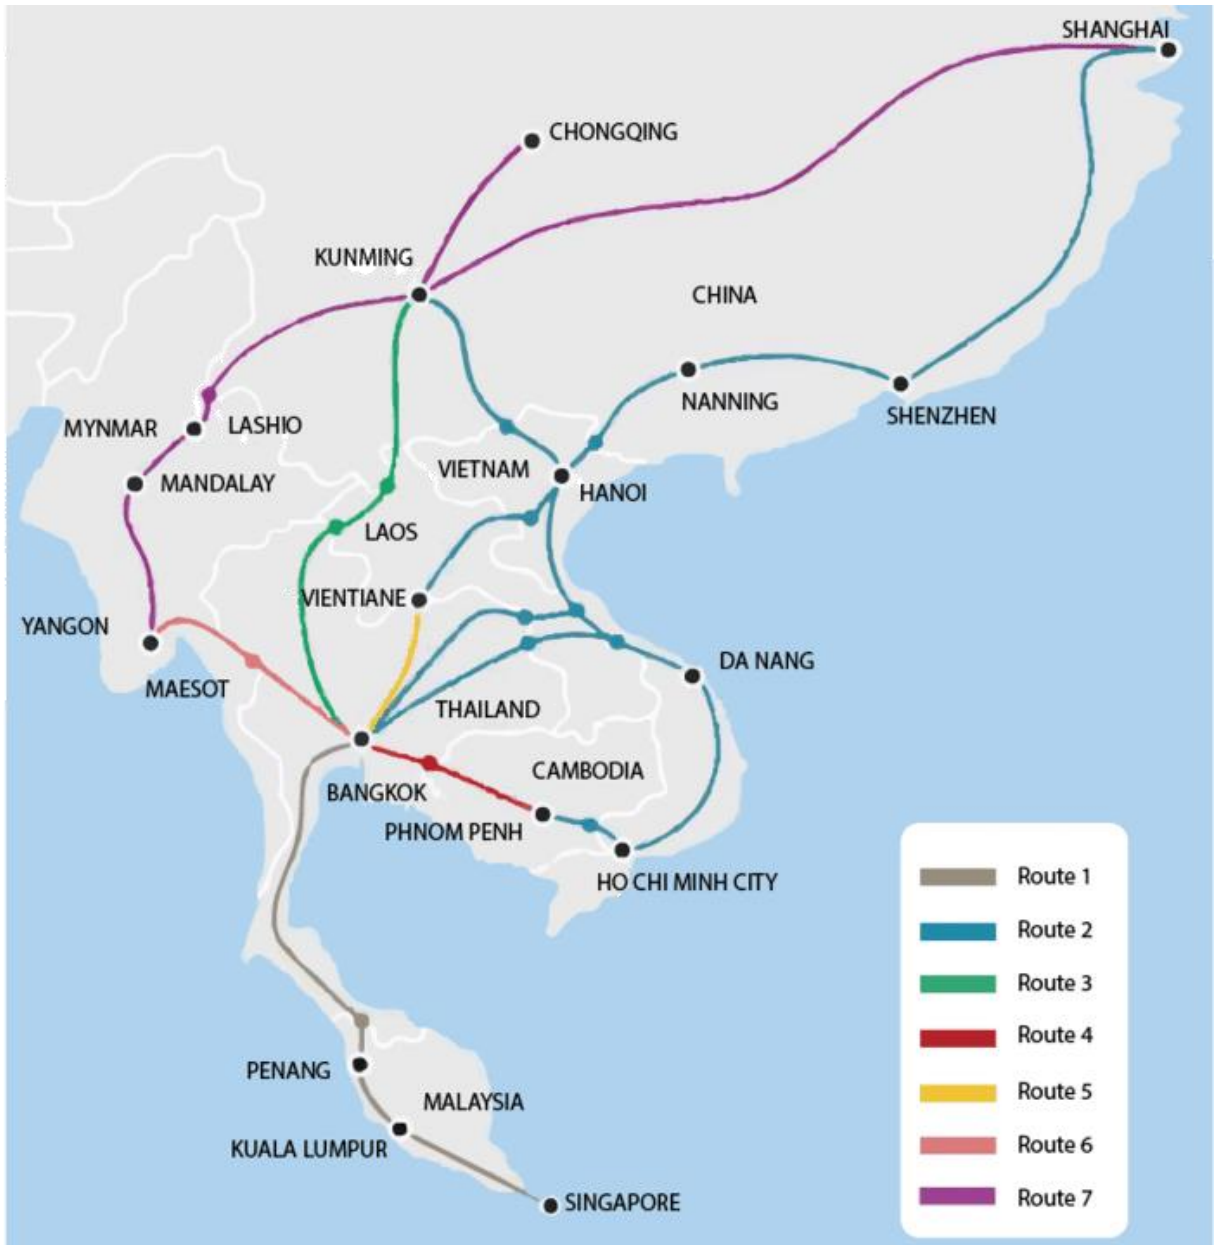 SHANGHAI
CHONGQING
KUNMING
CHINA
NANNING
SHENZHEN
MYNMAR
LASHIO
VIETNAM
MANDALAY
HANOI
LAOS
VIENTIANE
YANGON
DA NANG
MAESOT
THAILAND
CAMBODIA
BANGKOK
PHNOM PENH
HO CHI MINH CITY
Route 1
Route 2
Route 3
Route 4
Route 5
Route 6
Route 7
PENANG
MALAYSIA
KUALA LUMPUR
SINGAPORE